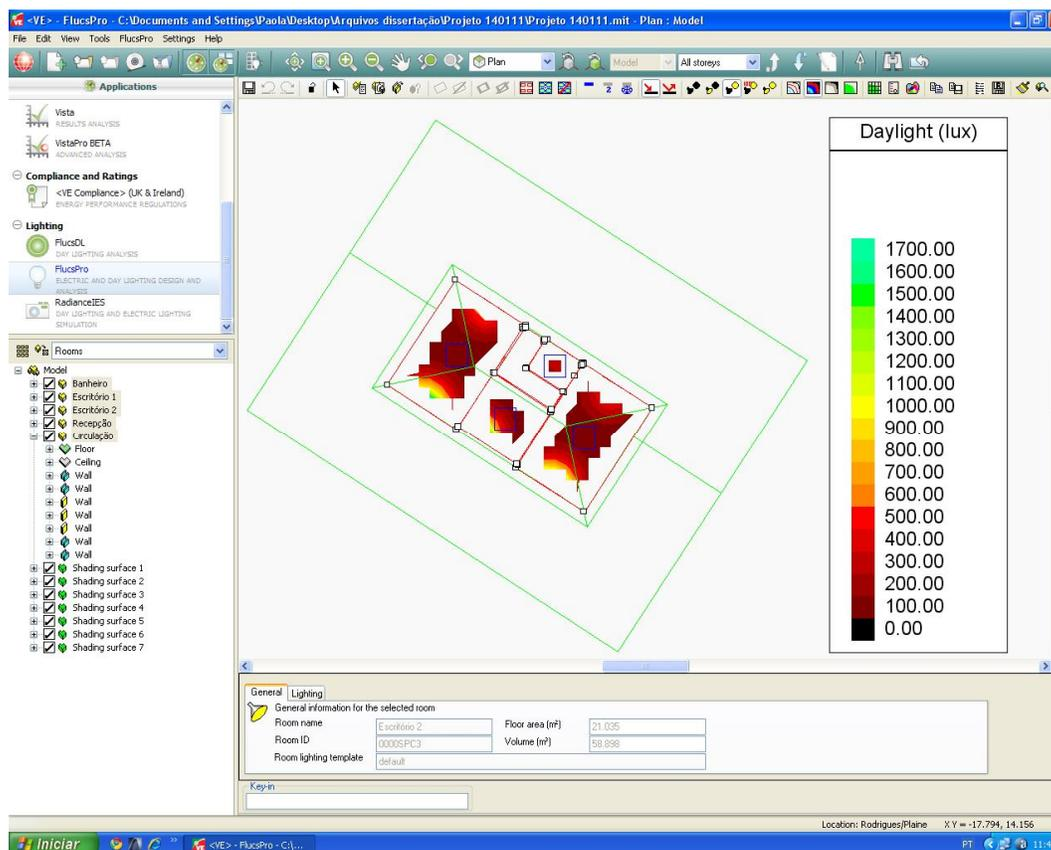 <VE> - FlucsPro - C:\Documents and Settings\Paola\Desktop\Arquivos dissertação\Projeto 140111\Projeto 140111.mit - Plan : Model
File Edit View Tools FlucsPro Settings Help
Plan Model All storeys
Applications
Vista
RESULTS ANALYSIS
VistaPro BETA
ADVANCED ANALYSIS
Compliance and Ratings
<VE Compliance> (UK & Ireland)
ENERGY PERFORMANCE REGULATIONS
Lighting
FlucsDL
DAY LIGHTING ANALYSIS
FlucsPro
ELECTRIC AND DAY LIGHTING DESIGN AND
ANALYSIS
RadianceIES
DAY LIGHTING AND ELECTRIC LIGHTING
SIMULATION
Rooms
Model
Banheiro
Escritório 1
Escritório 2
Recepção
Circulação
Floor
Ceiling
Wall
Wall
Wall
Wall
Wall
Wall
Wall
Shading surface 1
Shading surface 2
Shading surface 3
Shading surface 4
Shading surface 5
Shading surface 6
Shading surface 7
Daylight (lux)
1700.00
1600.00
1500.00
1400.00
1300.00
1200.00
1100.00
1000.00
900.00
800.00
700.00
600.00
500.00
400.00
300.00
200.00
100.00
0.00
General Lighting
General information for the selected room
Room name Escritório 2 Floor area (m²) 21.035
Room ID 0000SPC3 Volume (m³) 58.898
Room lighting template default
Key-in
Location: Rodrigues/Plaine X Y = -17.794, 14.156
Iniciar <VE> - FlucsPro - C:\... PT